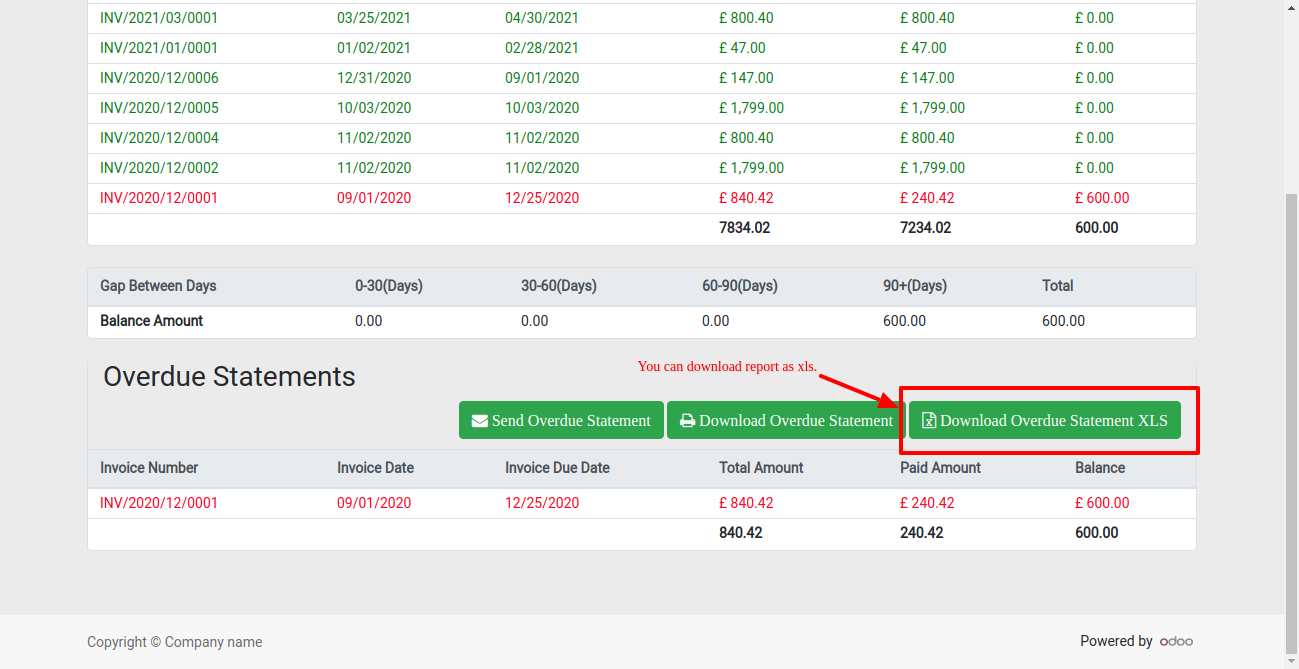 INV/2021/03/0001 03/25/2021 04/30/2021 £ 800.40 £ 800.40 £ 0.00
INV/2021/01/0001 01/02/2021 02/28/2021 £ 47.00 £ 47.00 £ 0.00
INV/2020/12/0006 12/31/2020 09/01/2020 £ 147.00 £ 147.00 £ 0.00
INV/2020/12/0005 10/03/2020 10/03/2020 £ 1,799.00 £ 1,799.00 £ 0.00
INV/2020/12/0004 11/02/2020 11/02/2020 £ 800.40 £ 800.40 £ 0.00
INV/2020/12/0002 11/02/2020 11/02/2020 £ 1,799.00 £ 1,799.00 £ 0.00
INV/2020/12/0001 09/01/2020 12/25/2020 £ 840.42 £ 240.42 £ 600.00
7834.02 7234.02 600.00
Gap Between Days 0-30(Days) 30-60(Days) 60-90(Days) 90+(Days) Total
Balance Amount 0.00 0.00 0.00 600.00 600.00
You can download report as xls.
Overdue Statements
Send Overdue Statement Download Overdue Statement Download Overdue Statement XLS
Invoice Number Invoice Date Invoice Due Date Total Amount Paid Amount Balance
INV/2020/12/0001 09/01/2020 12/25/2020 £ 840.42 £ 240.42 £ 600.00
840.42 240.42 600.00
Copyright © Company name Powered by odoo